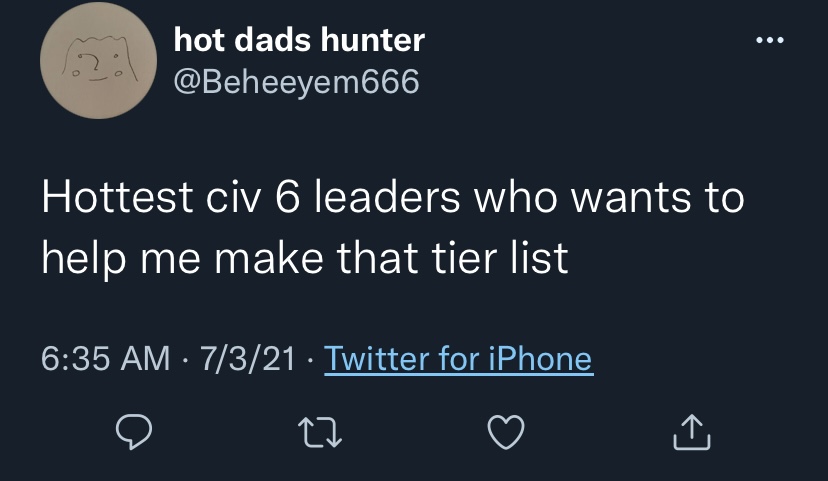 hot dads hunter
@Beheeyem666
Hottest civ 6 leaders who wants to
help me make that tier list
6:35 AM · 7/3/21 · Twitter for iPhone